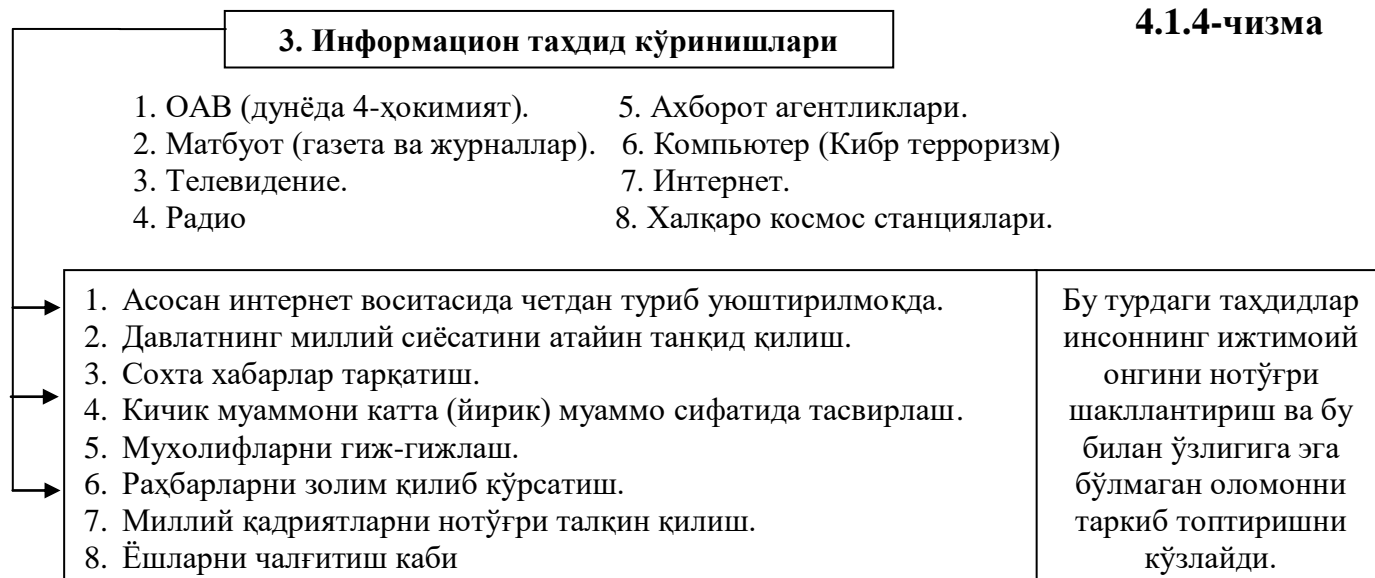 4.1.4-чизма
3. Информацион таҳдид кўринишлари
1. ОАВ (дунёда 4-ҳокимият).
2. Матбуот (газета ва журналлар).
3. Телевидение.
4. Радио
5. Ахборот агентликлари.
6. Компьютер (Кибр терроризм)
7. Интернет.
8. Халқаро космос станциялари.
1. Асосан интернет воситасида четдан туриб уюштирилмоқда.
2. Давлатнинг миллий сиёсатини атайин танқид қилиш.
3. Сохта хабарлар тарқатиш.
4. Кичик муаммони катта (йирик) муаммо сифатида тасвирлаш.
5. Мухолифларни гиж-гижлаш.
6. Раҳбарларни золим қилиб кўрсатиш.
7. Миллий қадриятларни нотўғри талқин қилиш.
8. Ёшларни чалғитиш каби
Бу турдаги таҳдидлар
инсоннинг ижтимоий
онгини нотўғри
шакллантириш ва бу
билан ўзлигига эга
бўлмаган оломонни
таркиб топтиришни
кўзлайди.